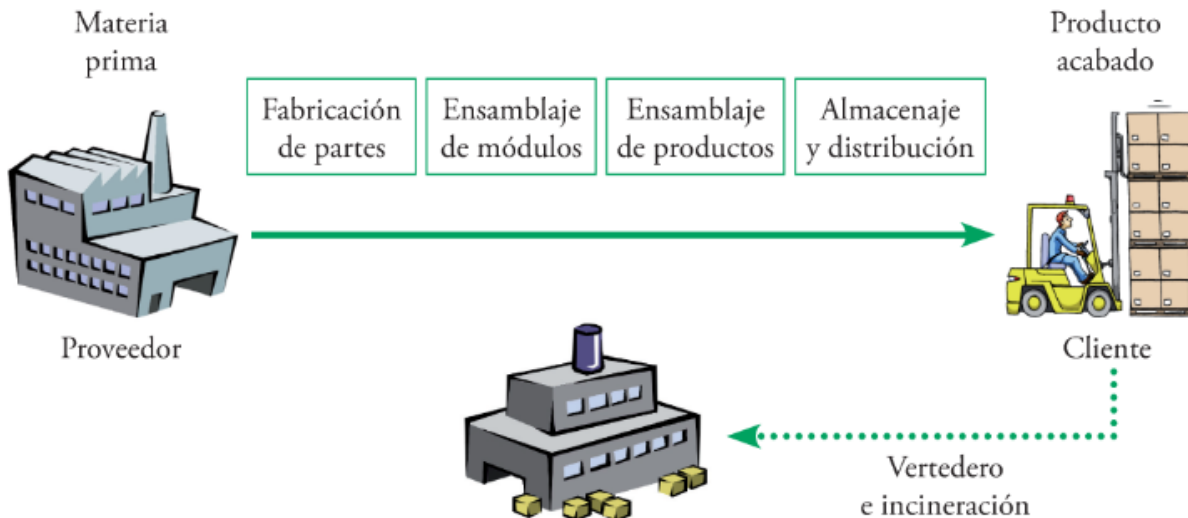 Materia
prima
Producto
acabado
Fabricación
de partes
Ensamblaje
de módulos
Ensamblaje
de productos
Almacenaje
y distribución
Proveedor
Cliente
Vertedero
e incineración